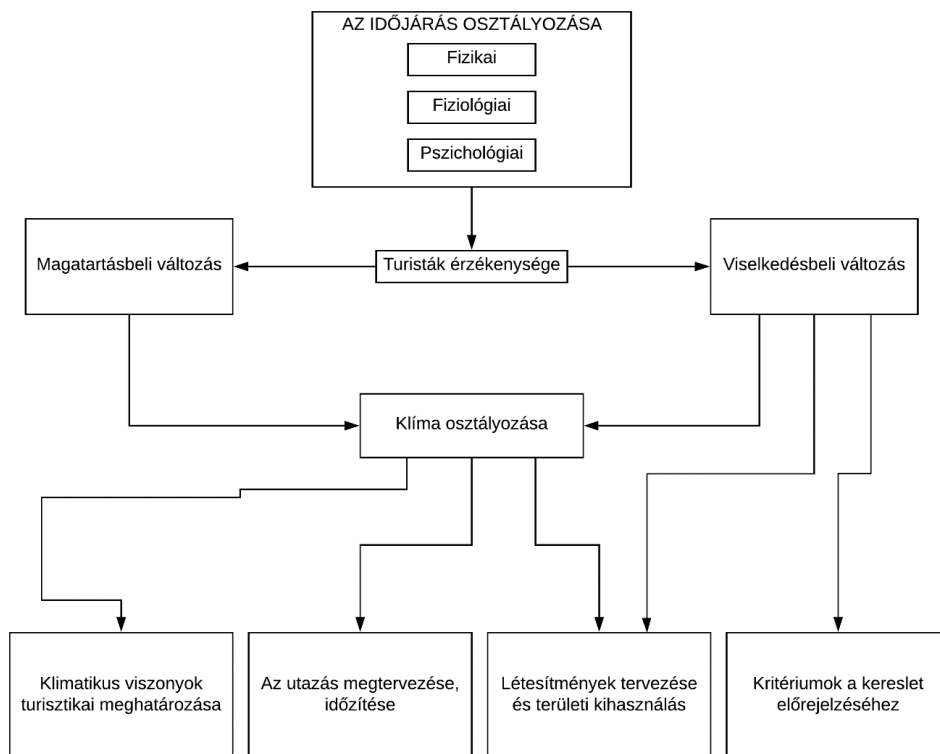 AZ IDŐJÁRÁS OSZTÁLYOZÁSA
Fizikai
Fiziológiai
Pszichológiai
Magatartásbeli változás
Turisták érzékenysége
Viselkedésbeli változás
Klíma osztályozása
Klimatikus viszonyok
turisztikai meghatározása
Az utazás megtervezése,
időzítése
Létesítmények tervezése
és területi kihasználás
Kritériumok a kereslet
előrejelzéséhez